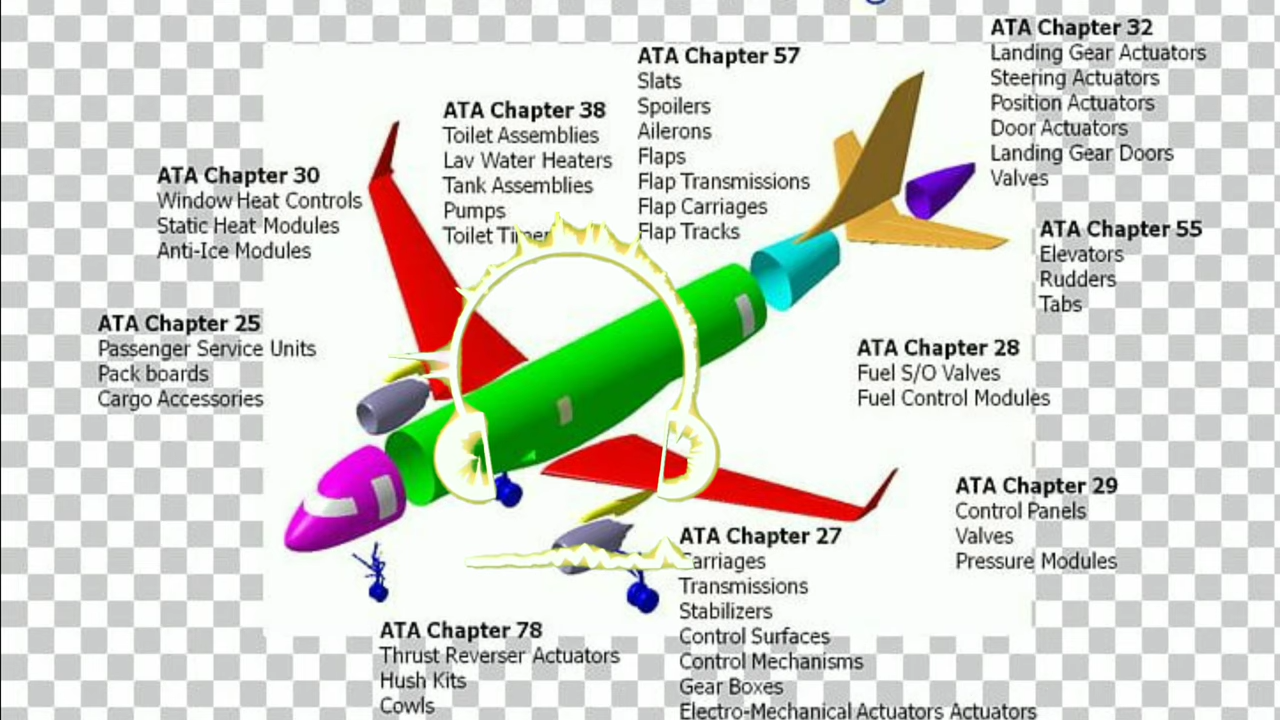 ATA Chapter 32
Landing Gear Actuators
Steering Actuators
Position Actuators
Door Actuators
Landing Gear Doors
Valves
ATA Chapter 57
Slats
Spoilers
Ailerons
Flaps
Flap Transmissions
Flap Carriages
Flap Tracks
ATA Chapter 38
Toilet Assemblies
Lav Water Heaters
Tank Assemblies
Pumps
Toilet Timer
ATA Chapter 30
Window Heat Controls
Static Heat Modules
Anti-Ice Modules
ATA Chapter 55
Elevators
Rudders
Tabs
ATA Chapter 25
Passenger Service Units
Pack boards
Cargo Accessories
ATA Chapter 28
Fuel S/O Valves
Fuel Control Modules
ATA Chapter 29
Control Panels
Valves
Pressure Modules
ATA Chapter 27
Carriages
Transmissions
Stabilizers
Control Surfaces
Control Mechanisms
Gear Boxes
Electro-Mechanical Actuators Actuators
ATA Chapter 78
Thrust Reverser Actuators
Hush Kits
Cowls